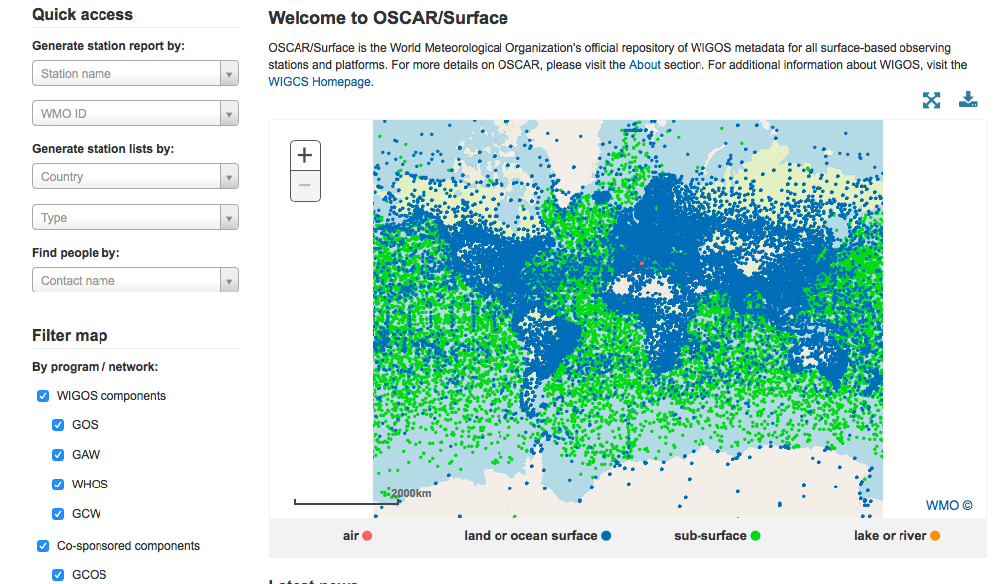 Quick access
Generate station report by:
Station name
WMO ID
Generate station lists by:
Country
Type
Find people by:
Contact name
Filter map
By program / network:
WIGOS components
GOS
GAW
WHOS
GCW
Co-sponsored components
GCOS
Welcome to OSCAR/Surface
OSCAR/Surface is the World Meteorological Organization's official repository of WIGOS metadata for all surface-based observing
stations and platforms. For more details on OSCAR, please visit the About section. For additional information about WIGOS, visit the
WIGOS Homepage.
+
−
2000km
WMO ©
air
land or ocean surface
sub-surface
lake or river
Latest news